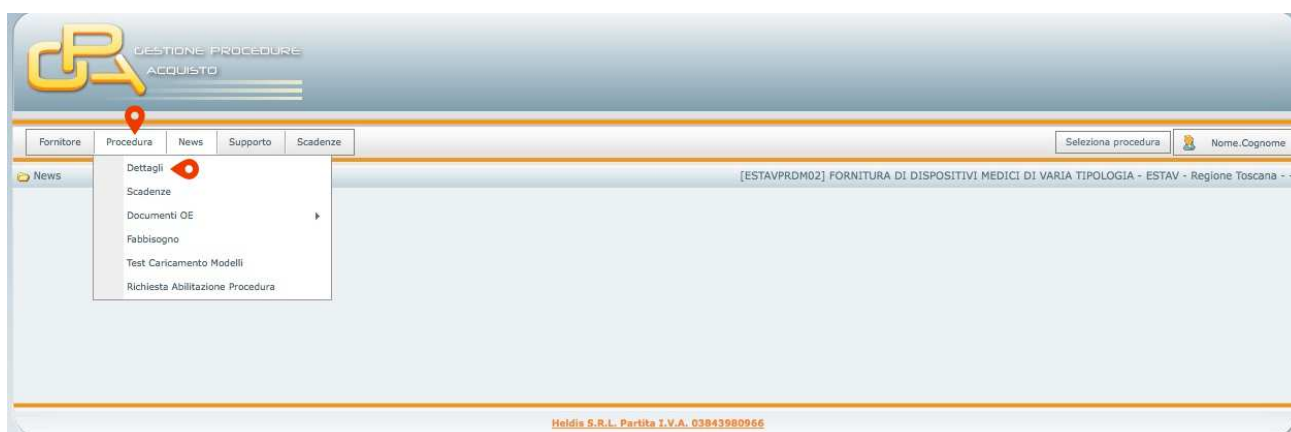 GPA
GESTIONE PROCEDURE
ACQUISTO
Fornitore Procedura News Supporto Scadenze Seleziona procedura Nome.Cognome
News [ESTAVPRDM02] FORNITURA DI DISPOSITIVI MEDICI DI VARIA TIPOLOGIA - ESTAV - Regione Toscana - -
Dettagli
Scadenze
Documenti OE
Fabbisogno
Test Caricamento Modelli
Richiesta Abilitazione Procedura
Heldis S.R.L. Partita I.V.A. 03843980966